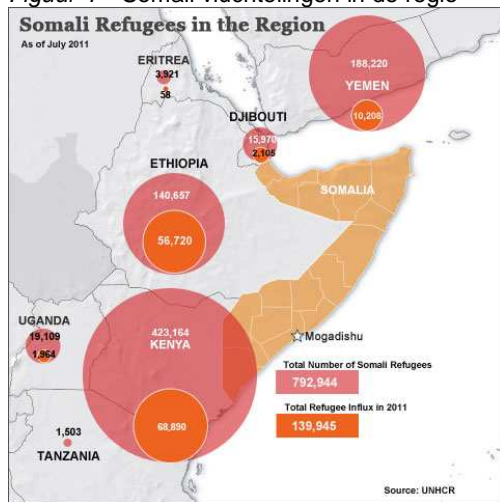 Somali Refugees in the Region
As of July 2011
ERITREA
3,921
58
188,220
YEMEN
10,206
DJIBOUTI
15,970
2,105
ETHIOPIA
140,657
56,720
SOMALIA
UGANDA
19,109
1,964
423,164
KENYA
68,890
Mogadishu
Total Number of Somali Refugees
792,944
Total Refugee Influx in 2011
139,945
1,503
TANZANIA
Source: UNHCR